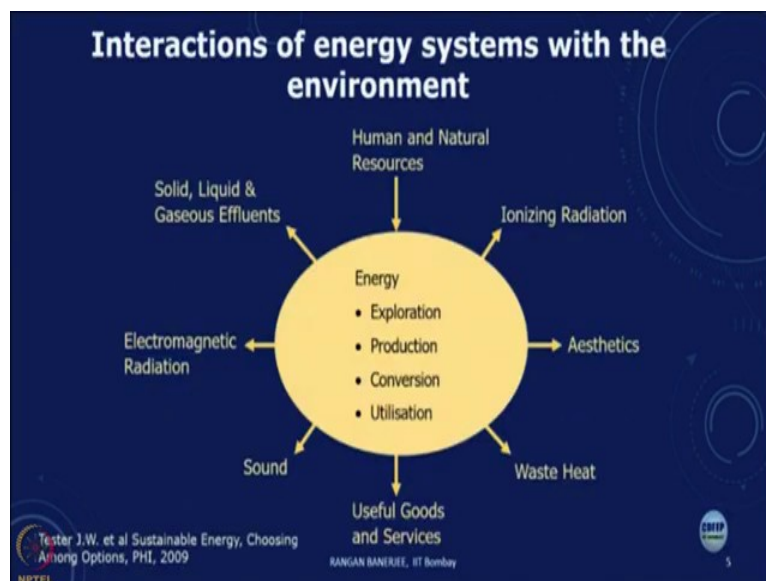 Interactions of energy systems with the
environment
Human and Natural
Resources
Solid, Liquid &
Gaseous Effluents
Ionizing Radiation
Energy
• Exploration
• Production
• Conversion
• Utilisation
Electromagnetic
Radiation
Aesthetics
Sound
Waste Heat
Useful Goods
and Services
Tester J.W. et al Sustainable Energy, Choosing
Among Options, PHI, 2009
RANGAN BANERJEE, IIT Bombay
5
NPTEL